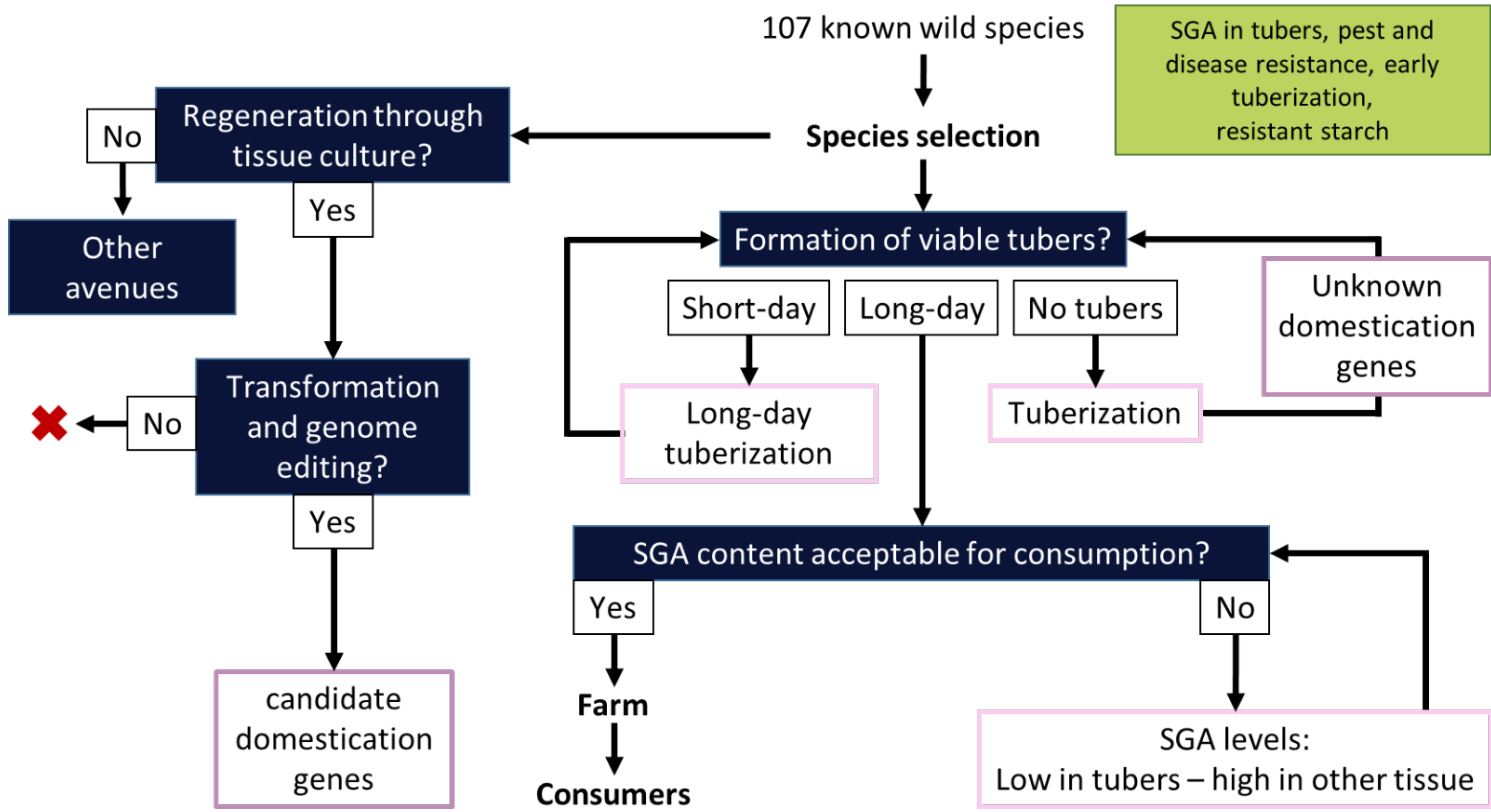 107 known wild species
SGA in tubers, pest and
disease resistance, early
tuberization,
resistant starch
Species selection
Regeneration through
tissue culture?
No
Yes
Other
avenues
Transformation
and genome
editing?
No
Yes
candidate
domestication
genes
Formation of viable tubers?
Short-day
Long-day
No tubers
Unknown
domestication
genes
Long-day
tuberization
Tuberization
SGA content acceptable for consumption?
Yes
No
Farm
Consumers
SGA levels:
Low in tubers – high in other tissue